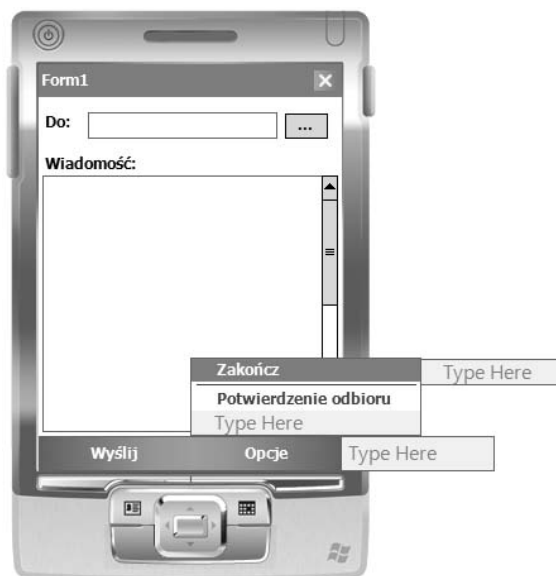 Form1
Do:
...
Wiadomość:
Zakończ
Type Here
Potwierdzenie odbioru
Type Here
Wyślij
Opcje
Type Here